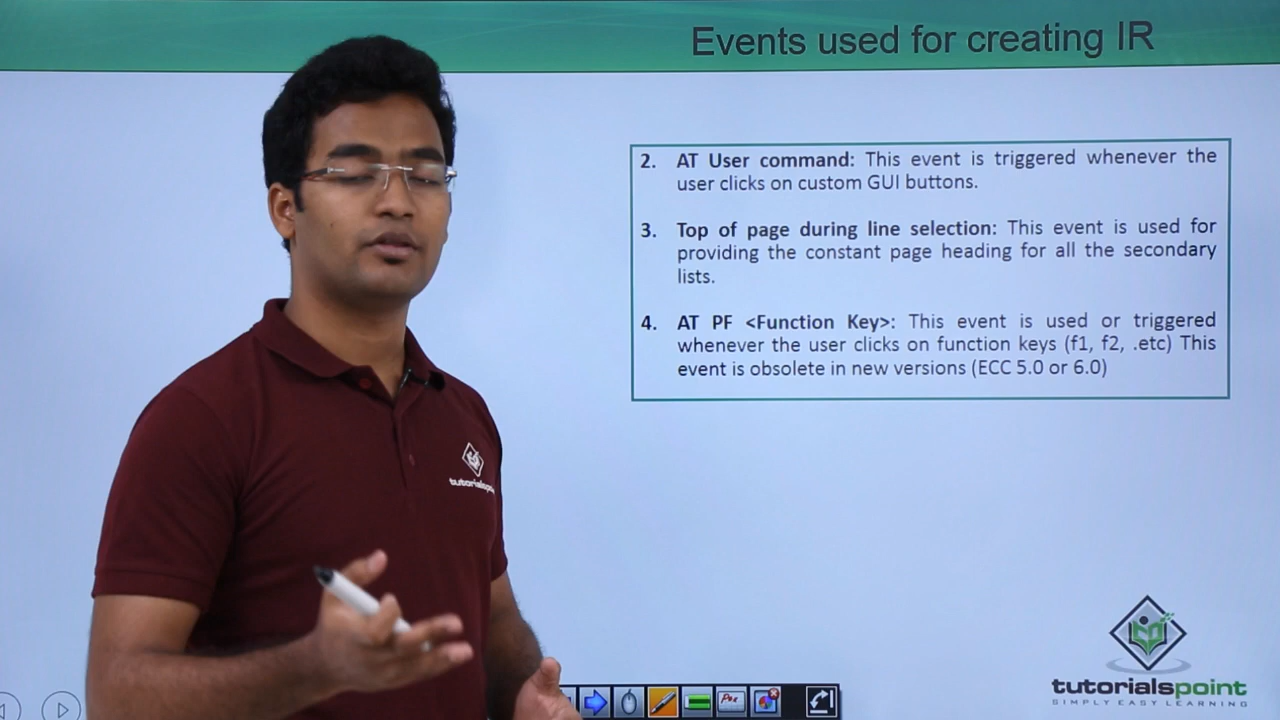 Events used for creating IR
2. AT User command: This event is triggered whenever the
user clicks on custom GUI buttons.
3. Top of page during line selection: This event is used for
providing the constant page heading for all the secondary
lists.
4. AT PF <Function Key>: This event is used or triggered
whenever the user clicks on function keys (f1, f2, .etc) This
event is obsolete in new versions (ECC 5.0 or 6.0)
tutorialspoint
tutorialspoint
SIMPLY EASY LEARNING